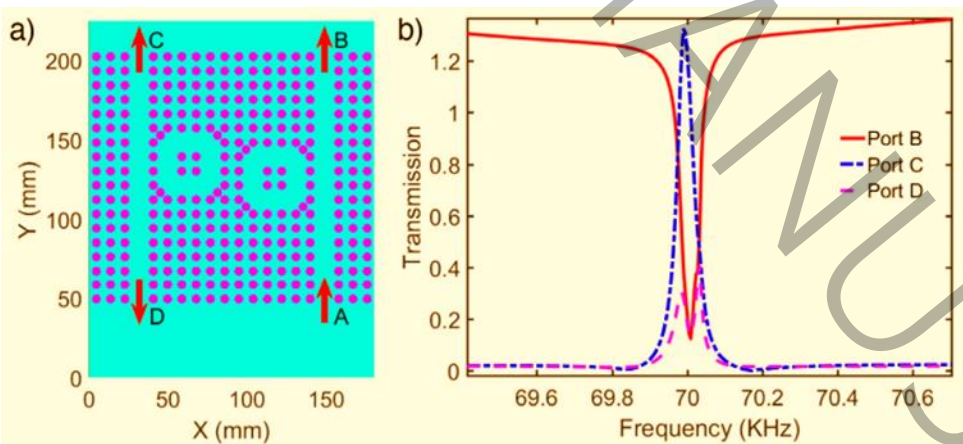 a)
C
B
200
150
100
50
0
D
A
0
50
100
150
Y (mm)
X (mm)
b)
1.2
1
0.8
0.6
0.4
0.2
0
Port B
Port C
Port D
69.6
69.8
70
70.2
70.4
70.6
Transmission
Frequency (KHz)